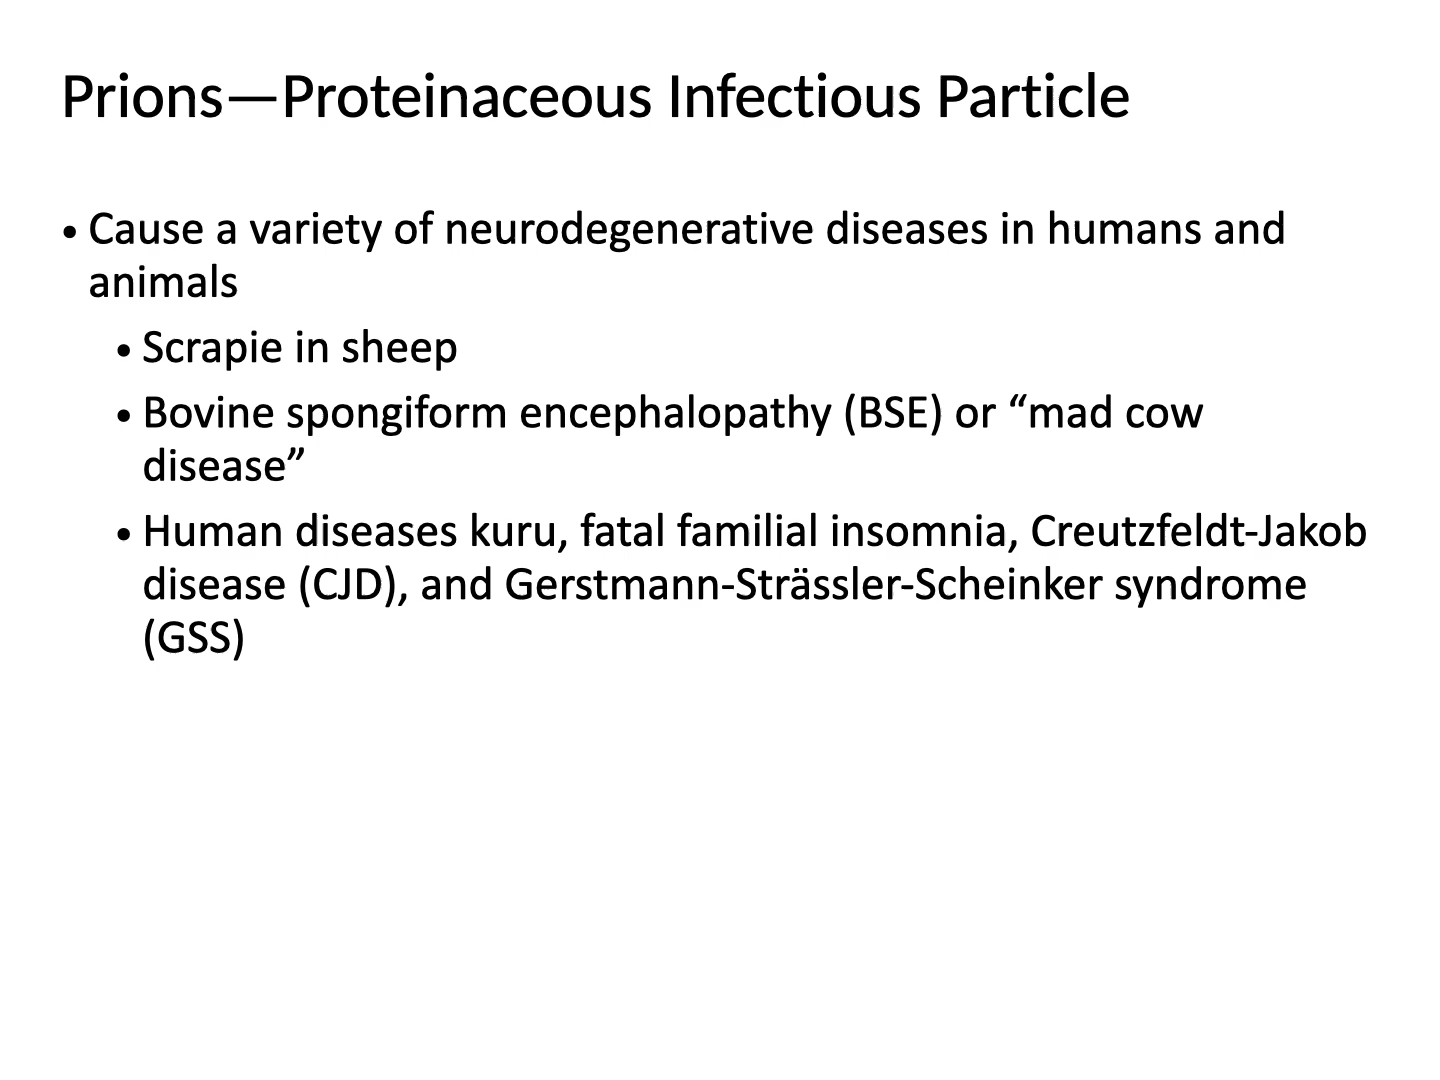 Prions—Proteinaceous Infectious Particle
• Cause a variety of neurodegenerative diseases in humans and
animals
• Scrapie in sheep
• Bovine spongiform encephalopathy (BSE) or “mad cow
disease”
• Human diseases kuru, fatal familial insomnia, Creutzfeldt-Jakob
disease (CJD), and Gerstmann-Strässler-Scheinker syndrome
(GSS)